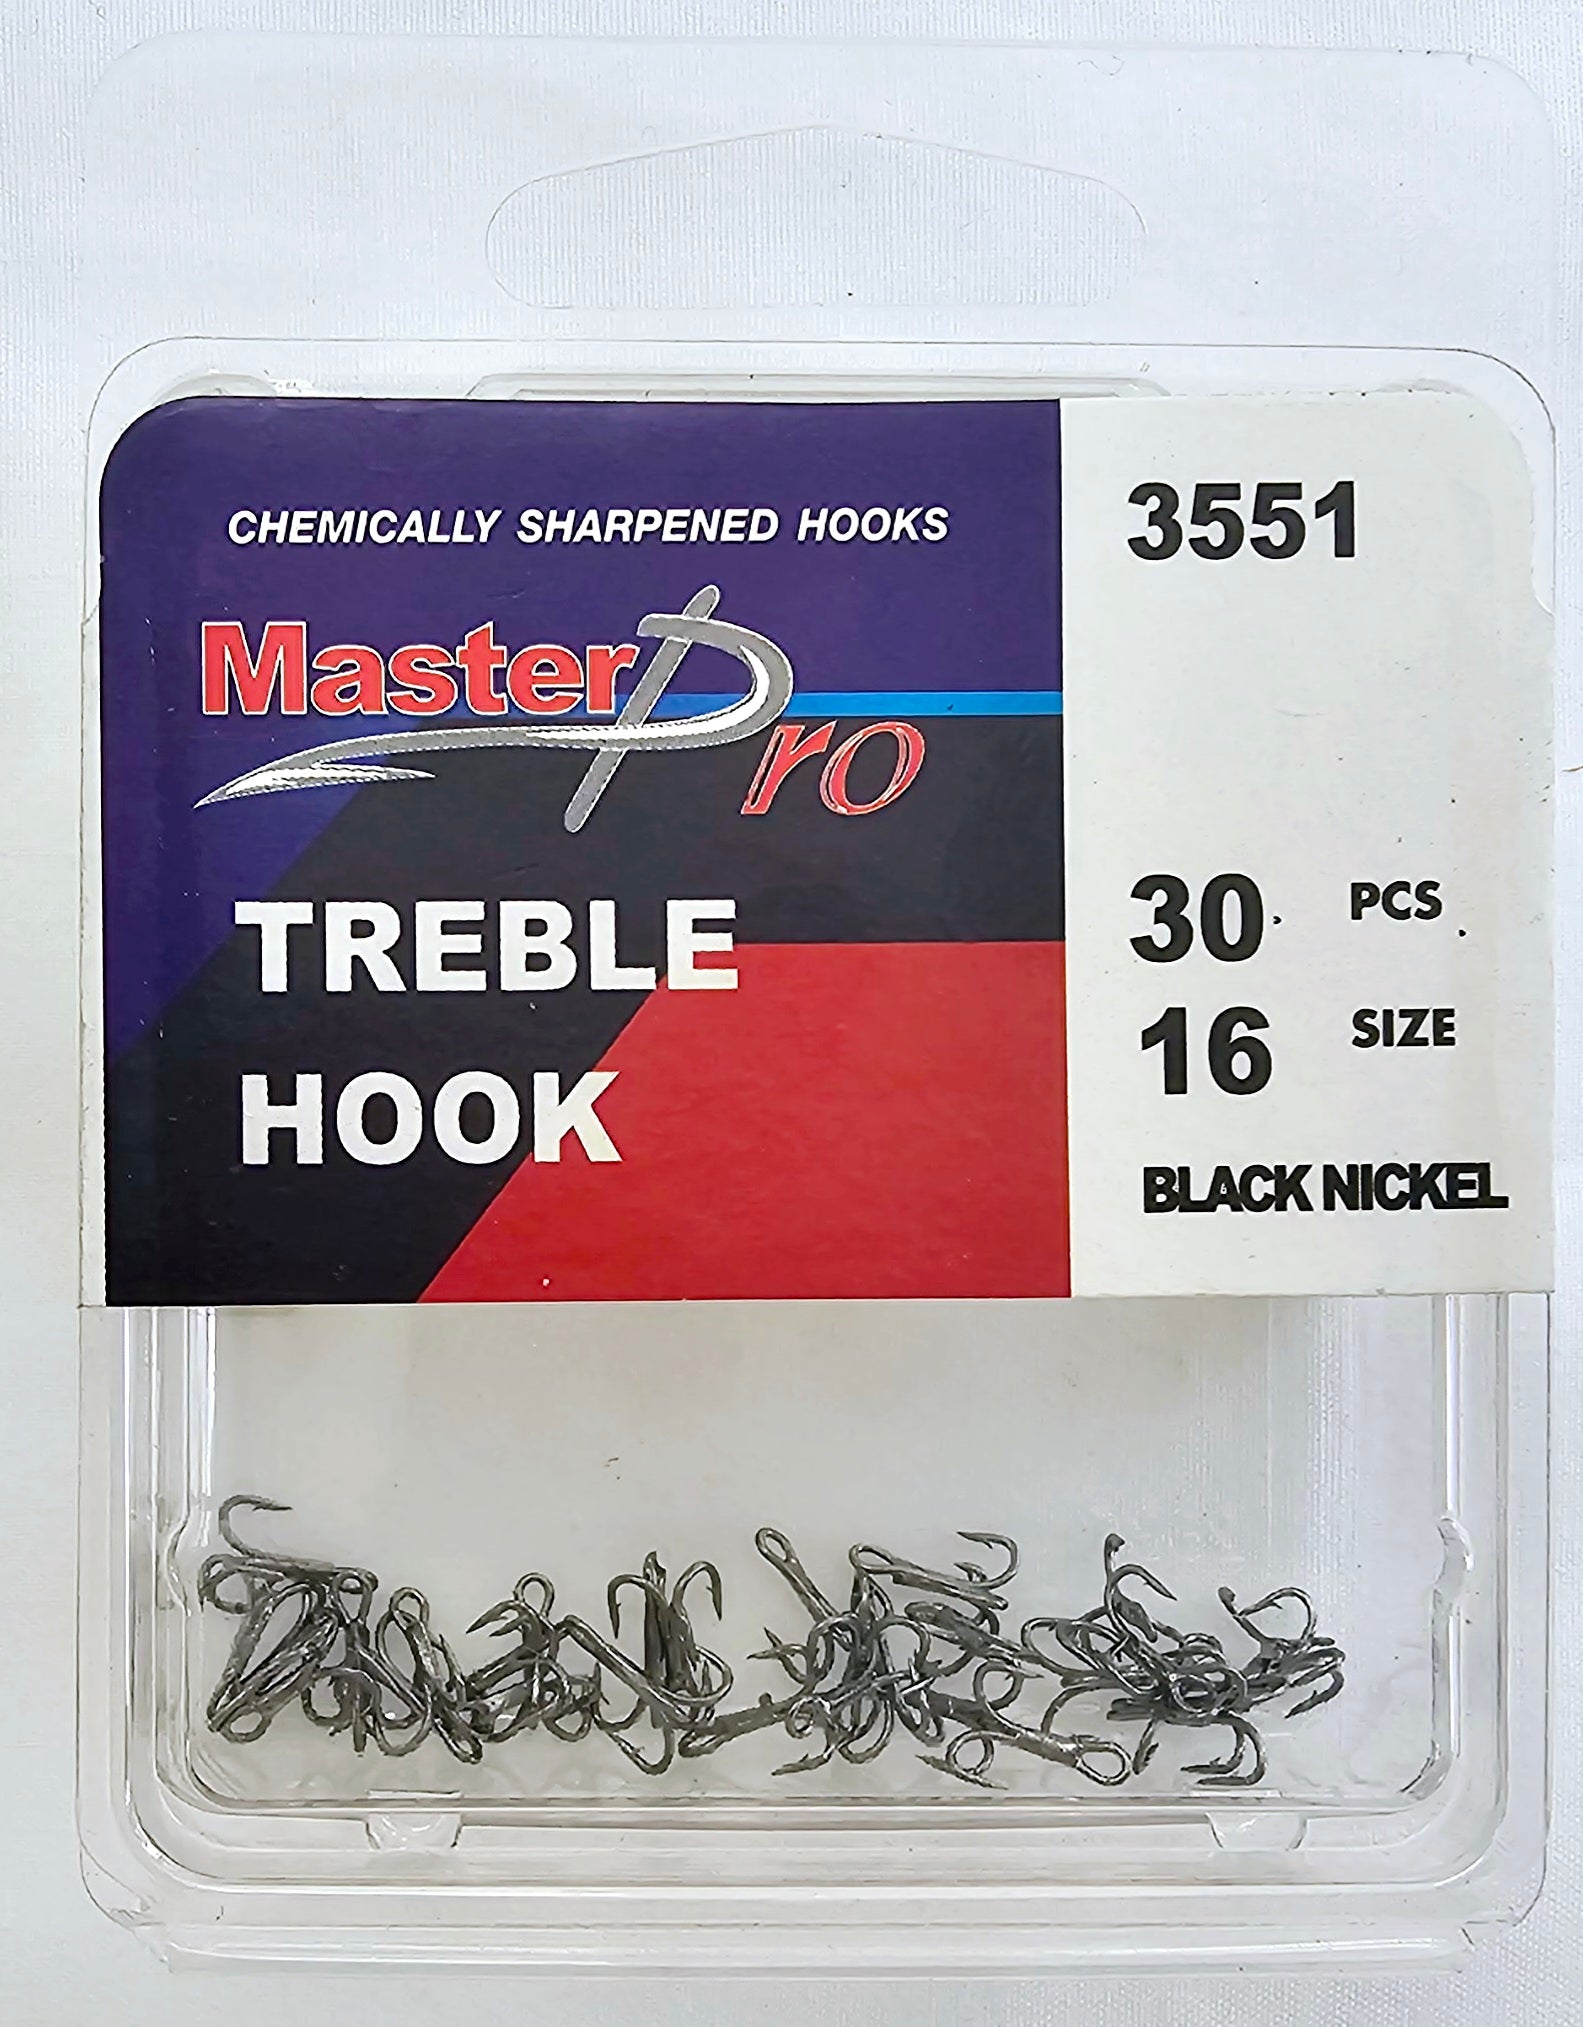 CHEMICALLY SHARPENED HOOKS
MasterPro
TREBLE
HOOK
3551
30 PCS
16 SIZE
BLACK NICKEL